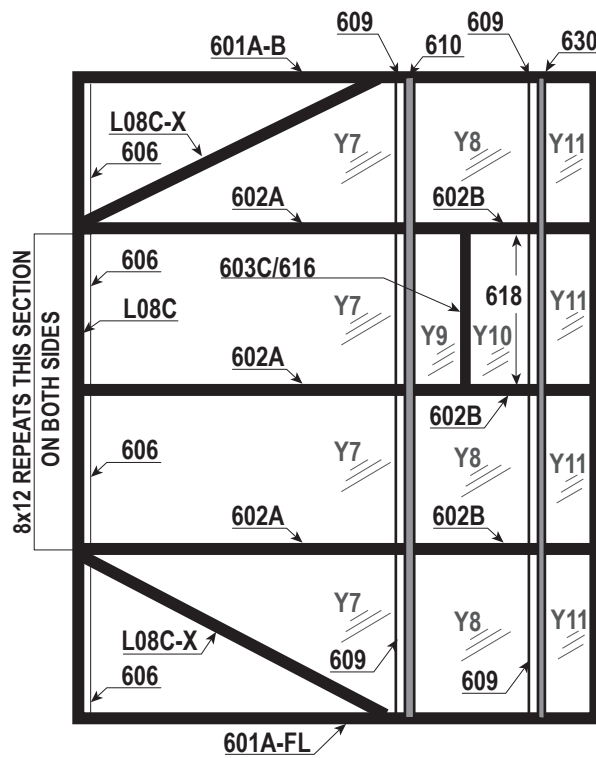 609
609
601A-B
610
630
L08C-X
Y7
Y8
Y11
606
602A
602B
8x12 REPEATS THIS SECTION
ON BOTH SIDES
606
603C/616
618
L08C
Y7
Y9
Y10
Y11
602A
602B
Y7
Y8
Y11
606
602A
602B
Y7
Y8
Y11
L08C-X
609
606
609
601A-FL